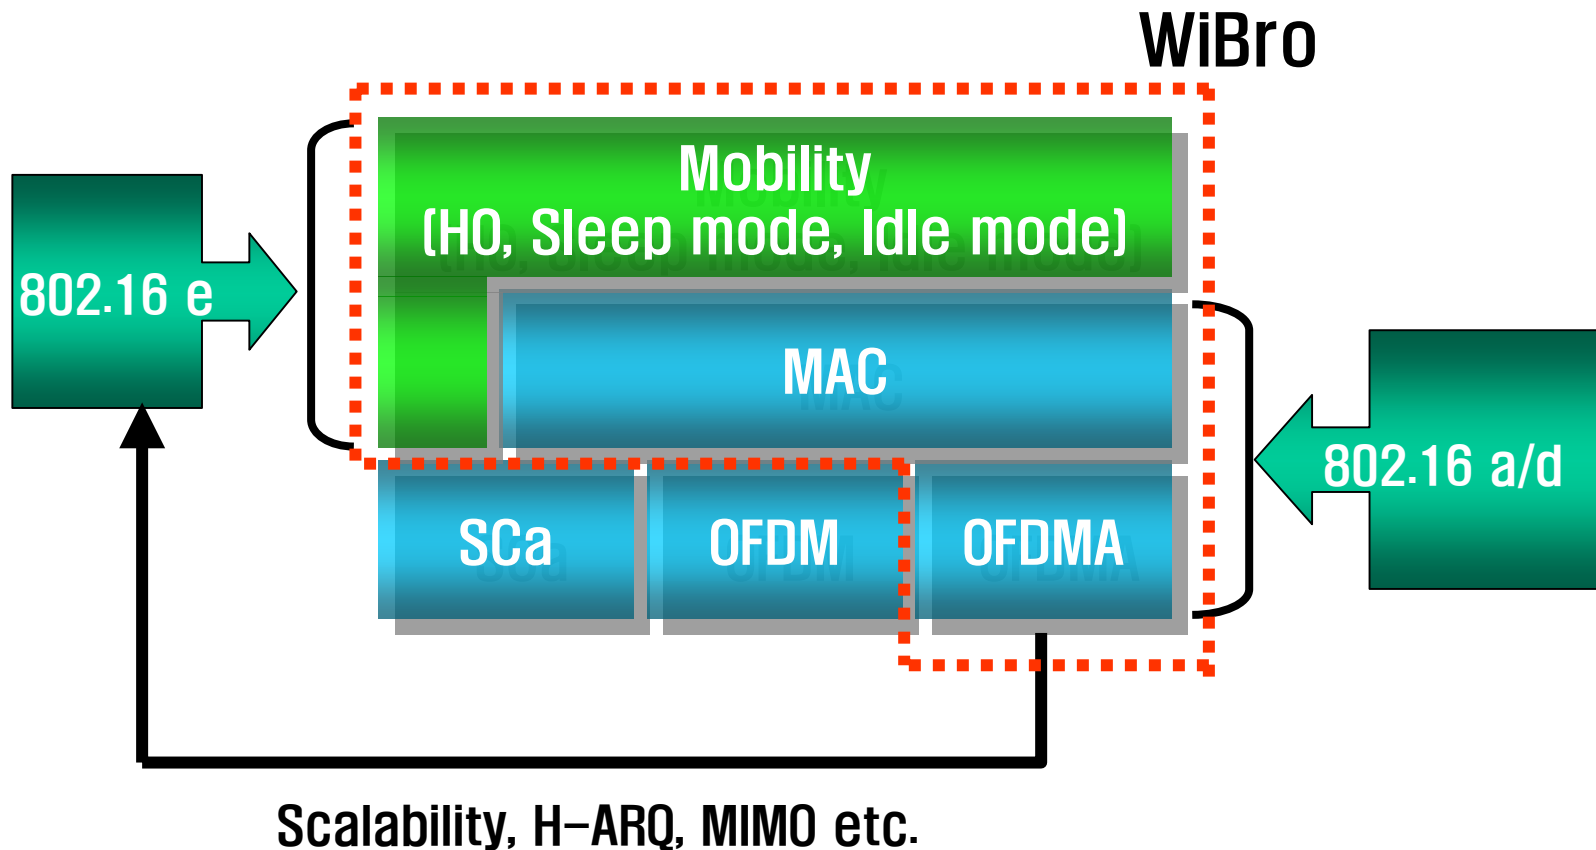 WiBro
Mobility
(HO, Sleep mode, Idle mode)
802.16 e
MAC
802.16 a/d
SCa
OFDM
OFDMA
Scalability, H-ARQ, MIMO etc.